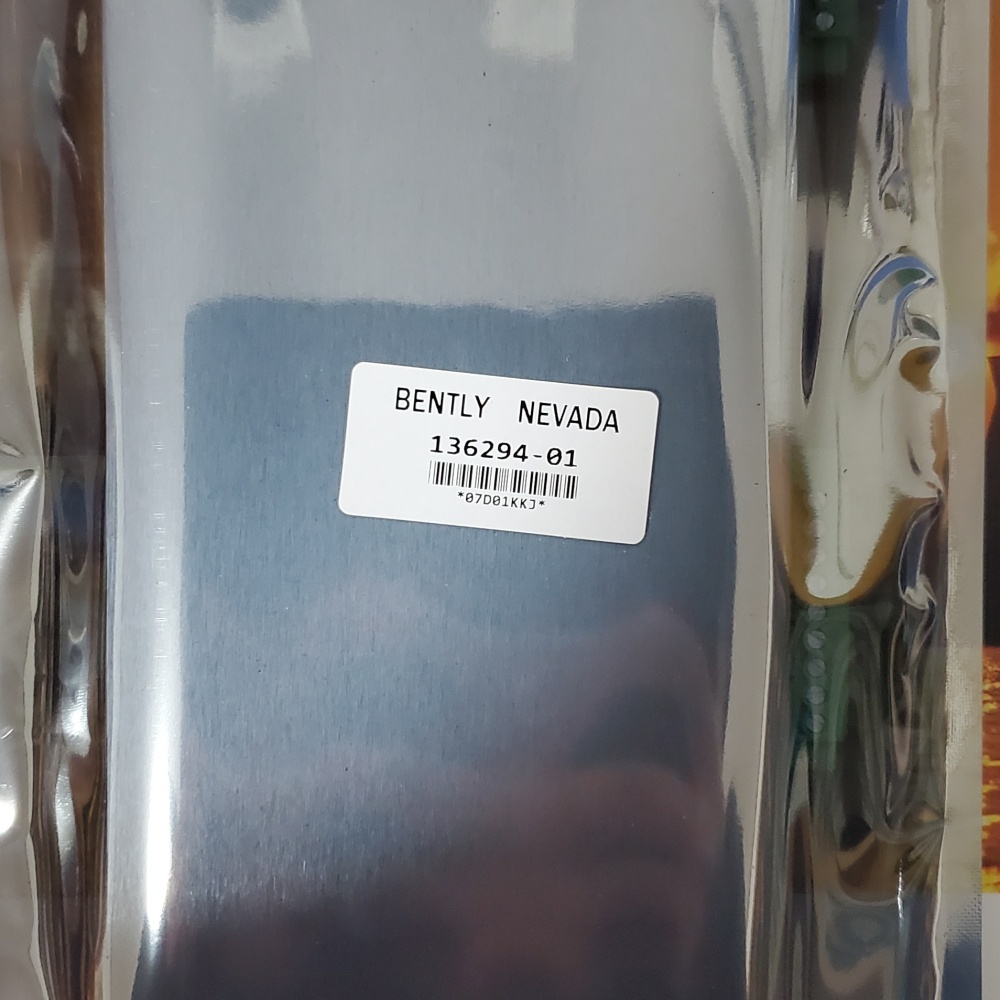 BENTLY NEVADA
136294-01
*07D01KKJ*